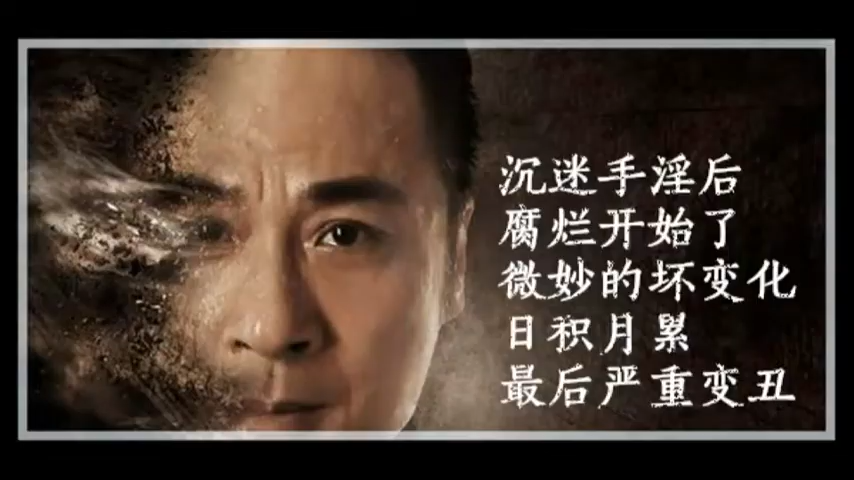 沉迷手淫后
腐烂开始了
微妙的坏变化
日积月累
最后严重变丑